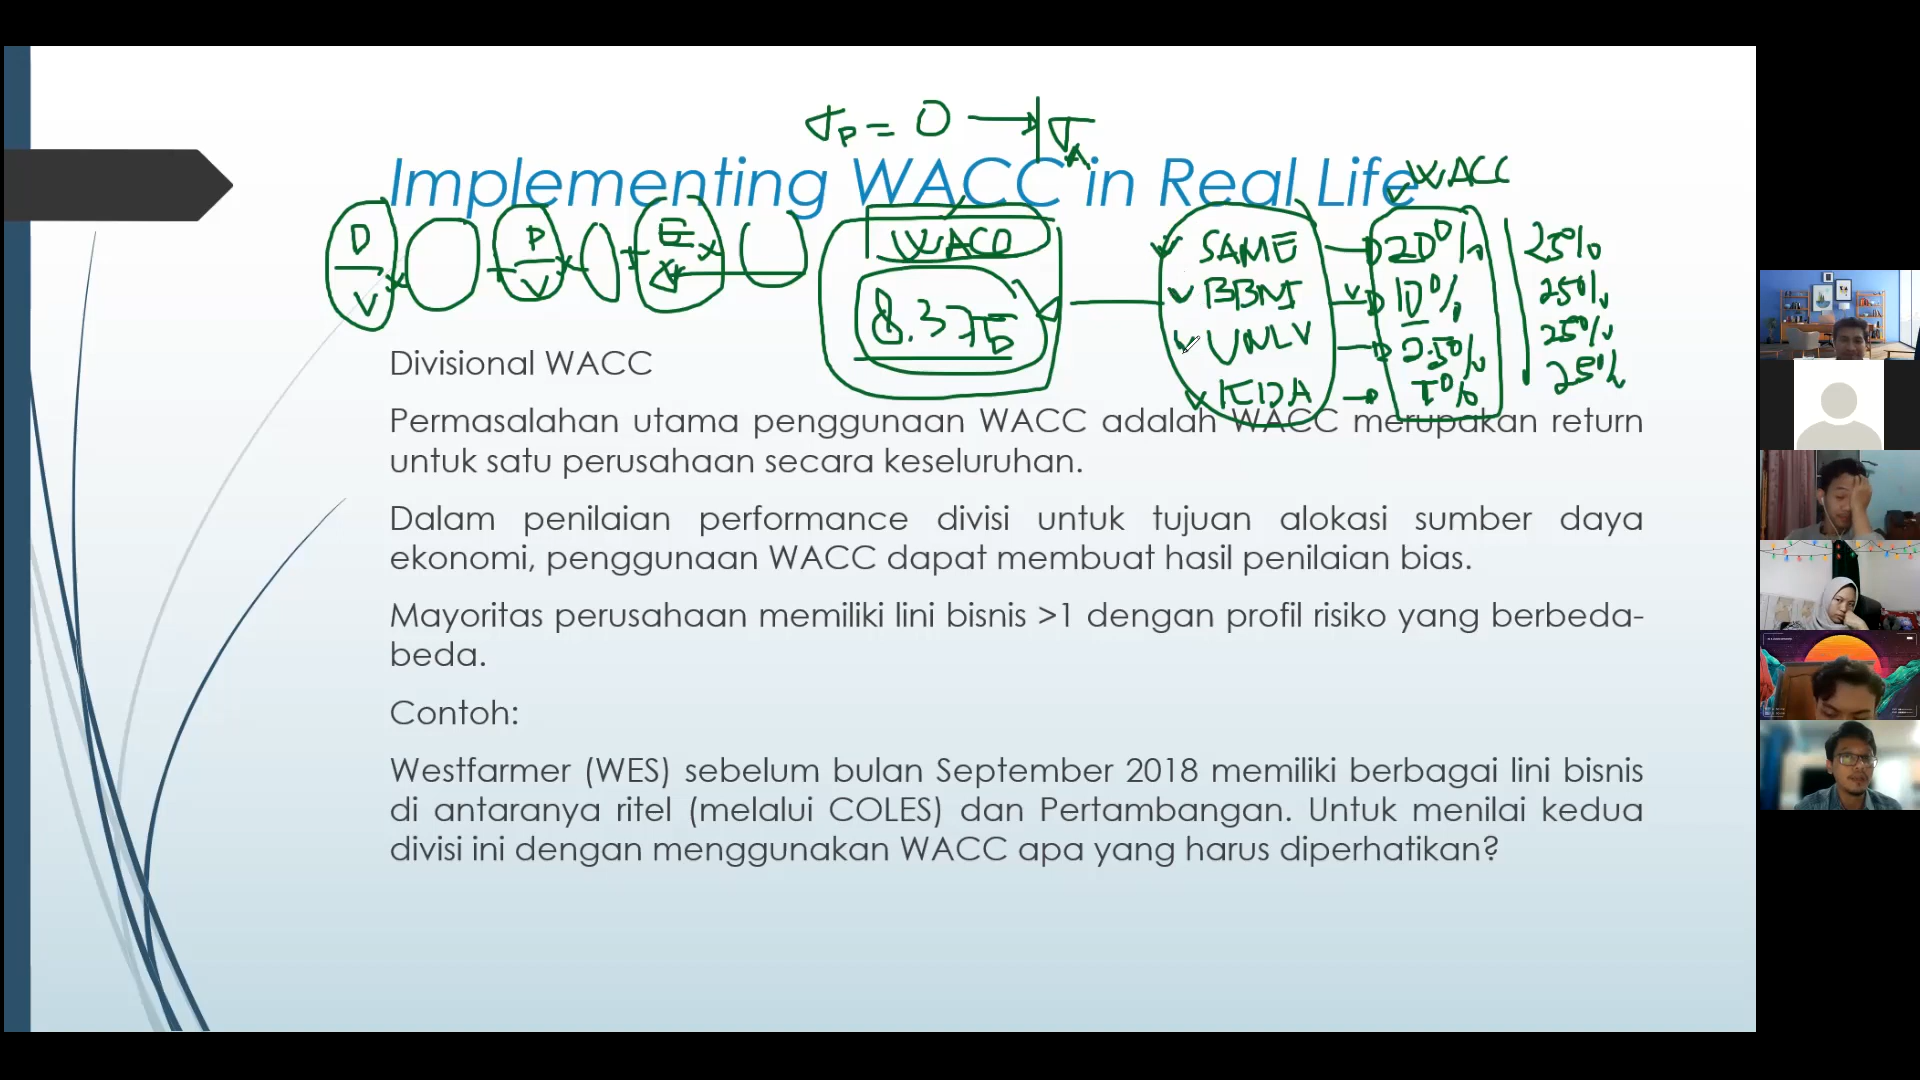 σP = 0 → σA
Implementing WACC in Real Life
WACC
D/V × + P/V × + E/V ×
WACC
8.375
SAME → 20% 25%
BBNI → 10% 25%
UNLV → 2.5% 25%
25%
Divisional WACC
Permasalahan utama penggunaan WACC adalah WACC merupakan return
untuk satu perusahaan secara keseluruhan.
Dalam penilaian performance divisi untuk tujuan alokasi sumber daya
ekonomi, penggunaan WACC dapat membuat hasil penilaian bias.
Mayoritas perusahaan memiliki lini bisnis >1 dengan profil risiko yang berbeda-
beda.
Contoh:
Westfarmer (WES) sebelum bulan September 2018 memiliki berbagai lini bisnis
di antaranya ritel (melalui COLES) dan Pertambangan. Untuk menilai kedua
divisi ini dengan menggunakan WACC apa yang harus diperhatikan?